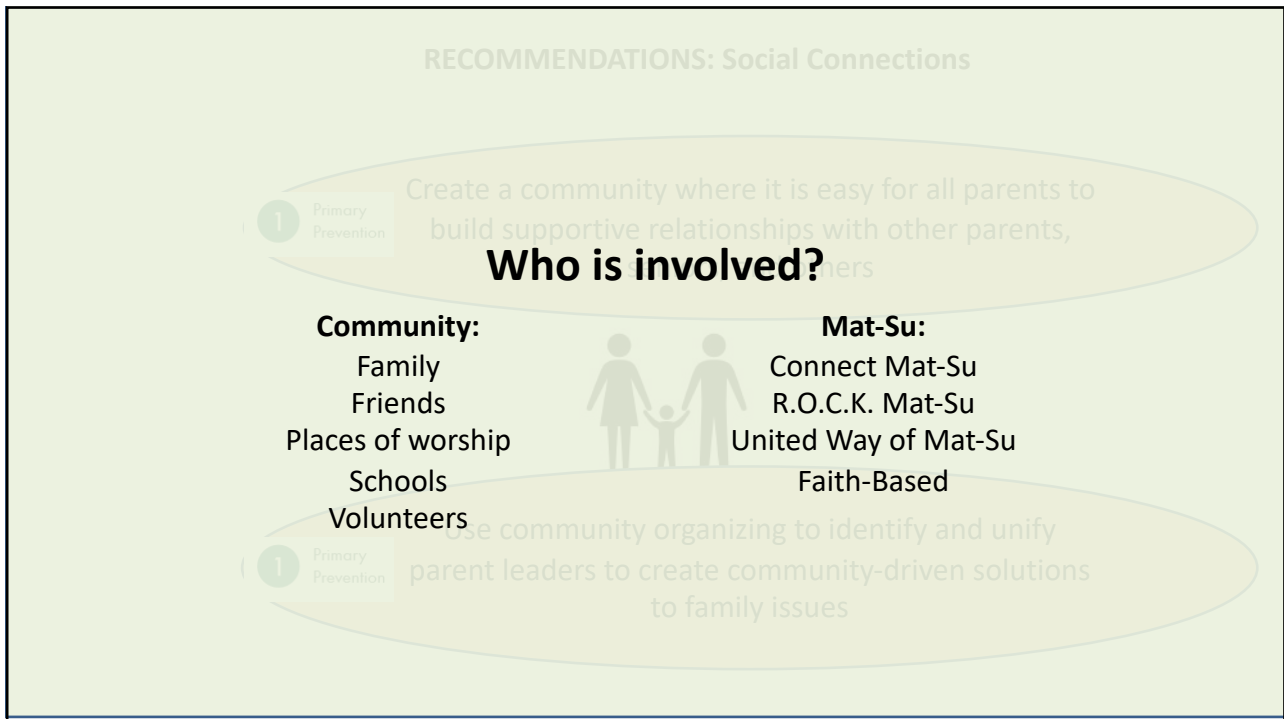 RECOMMENDATIONS: Social Connections
Create a community where it is easy for all parents to
1 Primary
Prevention
build supportive relationships with other parents,
Who is involved?
Community:
Family
Friends
Places of worship
Schools
Volunteers
Mat-Su:
Connect Mat-Su
R.O.C.K. Mat-Su
United Way of Mat-Su
Faith-Based
Use community organizing to identify and unify
1 Primary
Prevention
parent leaders to create community-driven solutions
to family issues